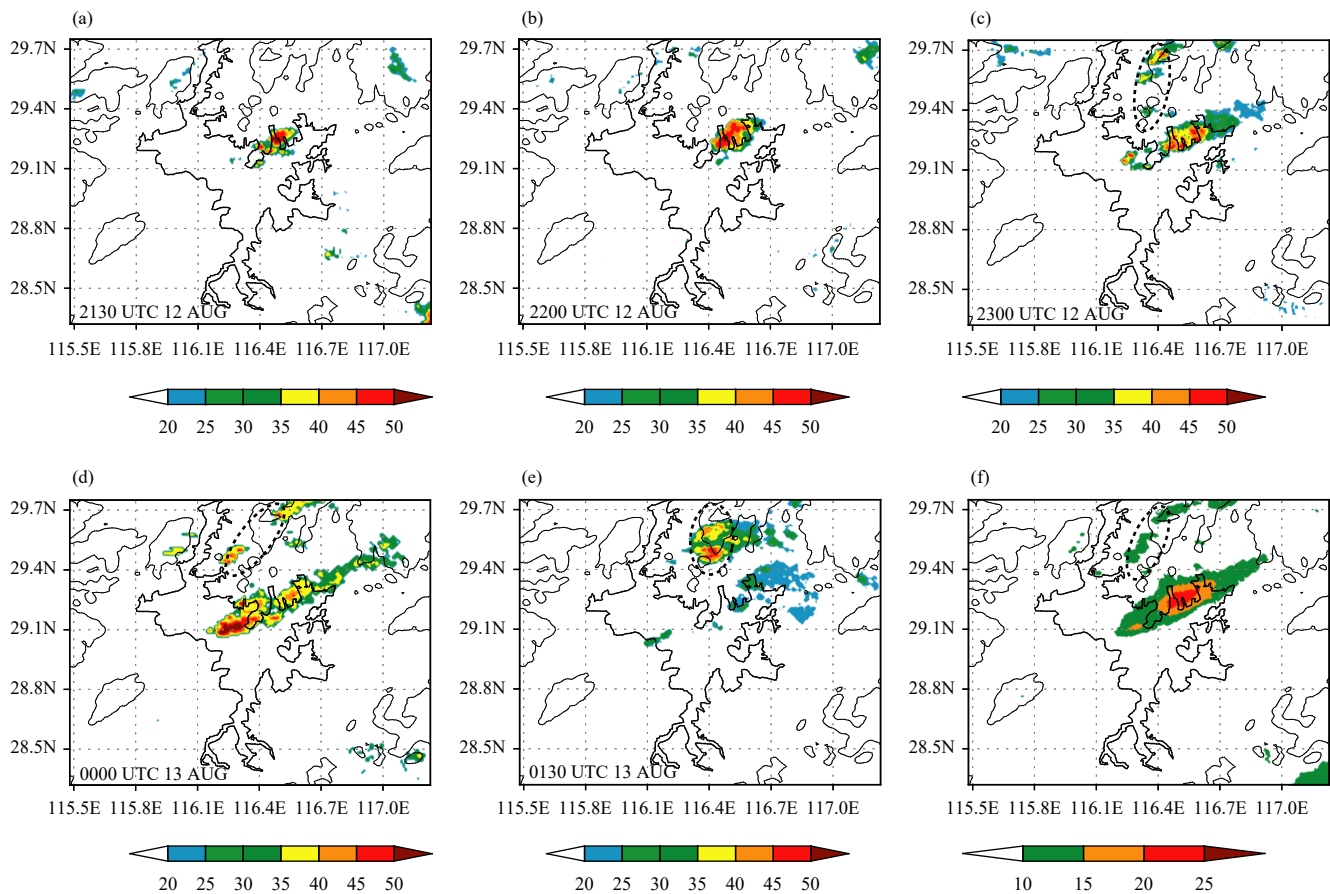 (a) (b) (c)
29.7N 29.7N 29.7N
29.4N 29.4N 29.4N
29.1N 29.1N 29.1N
28.8N 28.8N 28.8N
28.5N 28.5N 28.5N
2130 UTC 12 AUG 2200 UTC 12 AUG 2300 UTC 12 AUG
115.5E 115.8E 116.1E 116.4E 116.7E 117.0E 115.5E 115.8E 116.1E 116.4E 116.7E 117.0E 115.5E 115.8E 116.1E 116.4E 116.7E 117.0E
20 25 30 35 40 45 50 20 25 30 35 40 45 50 20 25 30 35 40 45 50
(d) (e) (f)
29.7N 29.7N 29.7N
29.4N 29.4N 29.4N
29.1N 29.1N 29.1N
28.8N 28.8N 28.8N
28.5N 28.5N 28.5N
0000 UTC 13 AUG 0130 UTC 13 AUG
115.5E 115.8E 116.1E 116.4E 116.7E 117.0E 115.5E 115.8E 116.1E 116.4E 116.7E 117.0E 115.5E 115.8E 116.1E 116.4E 116.7E 117.0E
20 25 30 35 40 45 50 20 25 30 35 40 45 50 10 15 20 25